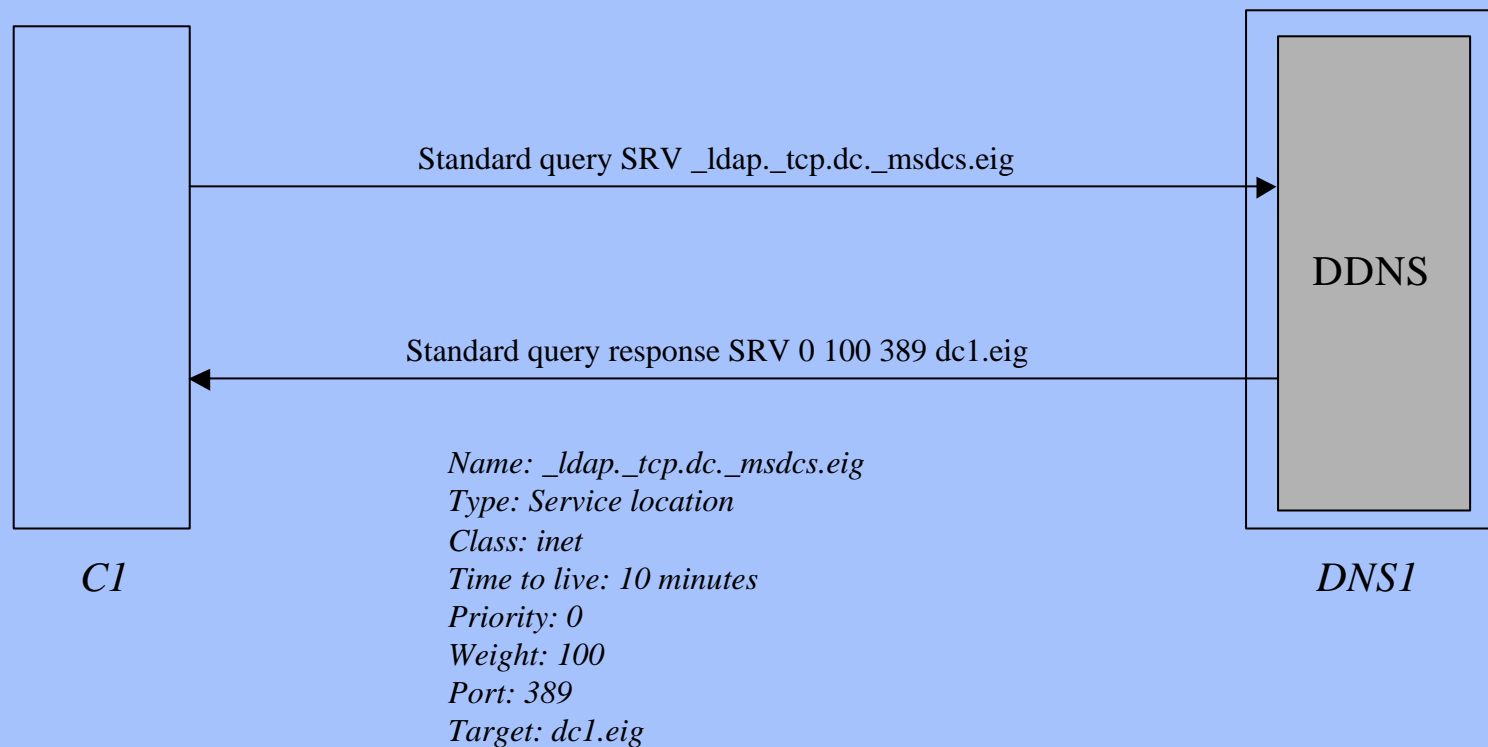 Standard query SRV _ldap._tcp.dc._msdcs.eig
DDNS
Standard query response SRV 0 100 389 dc1.eig
Name: _ldap._tcp.dc._msdcs.eig
Type: Service location
Class: inet
Time to live: 10 minutes
Priority: 0
Weight: 100
Port: 389
Target: dc1.eig
C1
DNS1